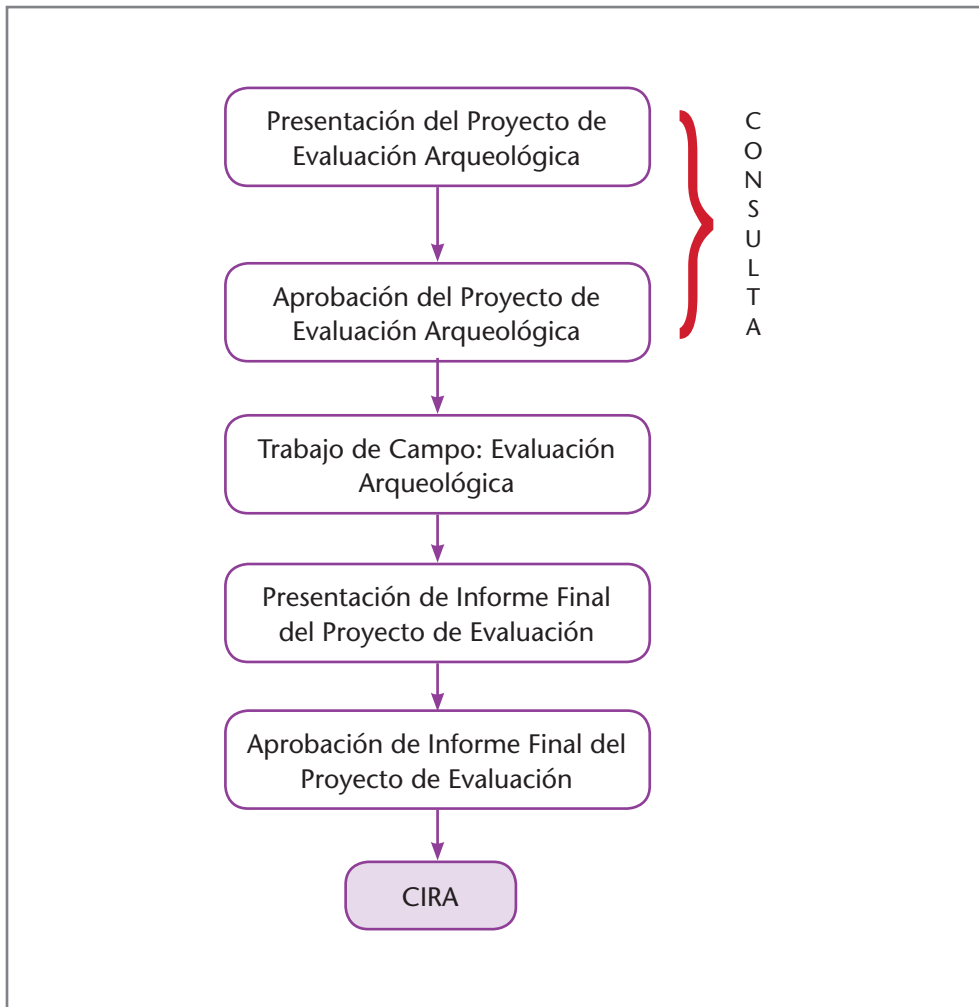 Presentación del Proyecto de
Evaluación Arqueológica
C
O
N
S
U
L
T
A
Aprobación del Proyecto de
Evaluación Arqueológica
Trabajo de Campo: Evaluación
Arqueológica
Presentación de Informe Final
del Proyecto de Evaluación
Aprobación de Informe Final del
Proyecto de Evaluación
CIRA